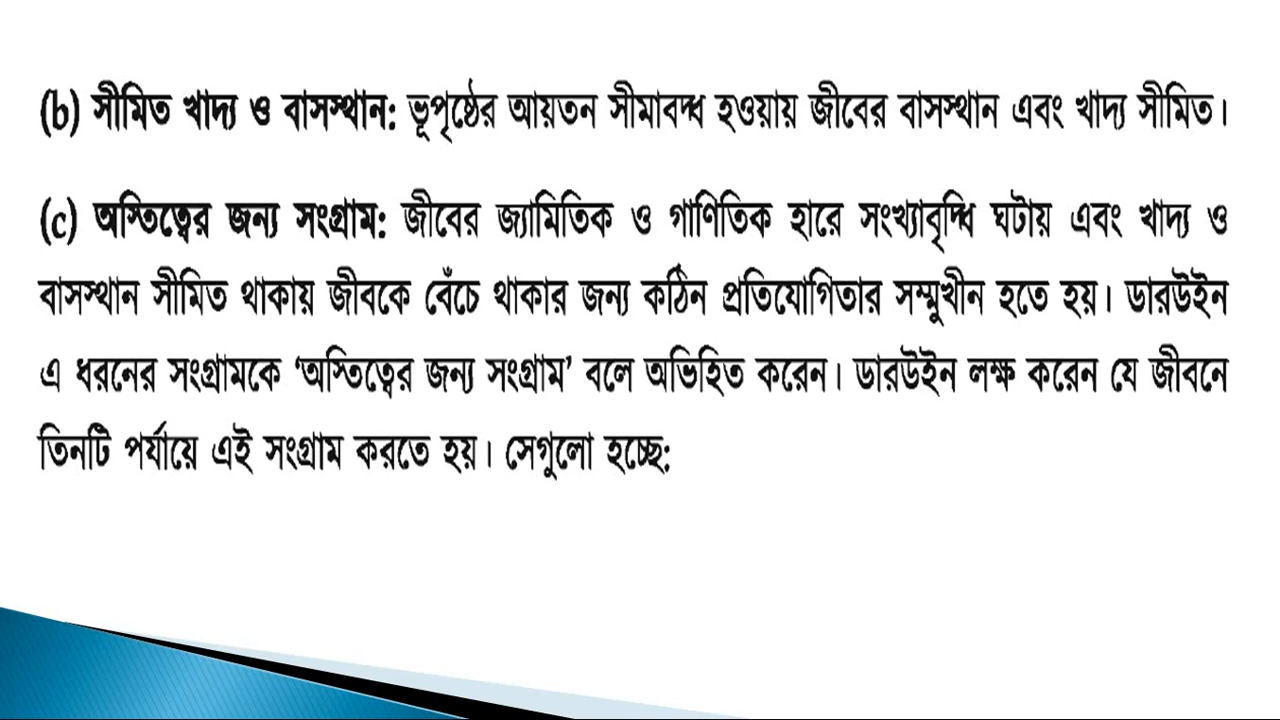 (b) সীমিত খাদ্য ও বাসস্থান: ভূপৃষ্ঠের আয়তন সীমাবদ্ধ হওয়ায় জীবের বাসস্থান এবং খাদ্য সীমিত।
(c) অস্তিত্বের জন্য সংগ্রাম: জীবের জ্যামিতিক ও গাণিতিক হারে সংখ্যাবৃদ্ধি ঘটায় এবং খাদ্য ও
বাসস্থান সীমিত থাকায় জীবকে বেঁচে থাকার জন্য কঠিন প্রতিযোগিতার সম্মুখীন হতে হয়। ডারউইন
এ ধরনের সংগ্রামকে ‘অস্তিত্বের জন্য সংগ্রাম’ বলে অভিহিত করেন। ডারউইন লক্ষ করেন যে জীবনে
তিনটি পর্যায়ে এই সংগ্রাম করতে হয়। সেগুলো হচ্ছে: